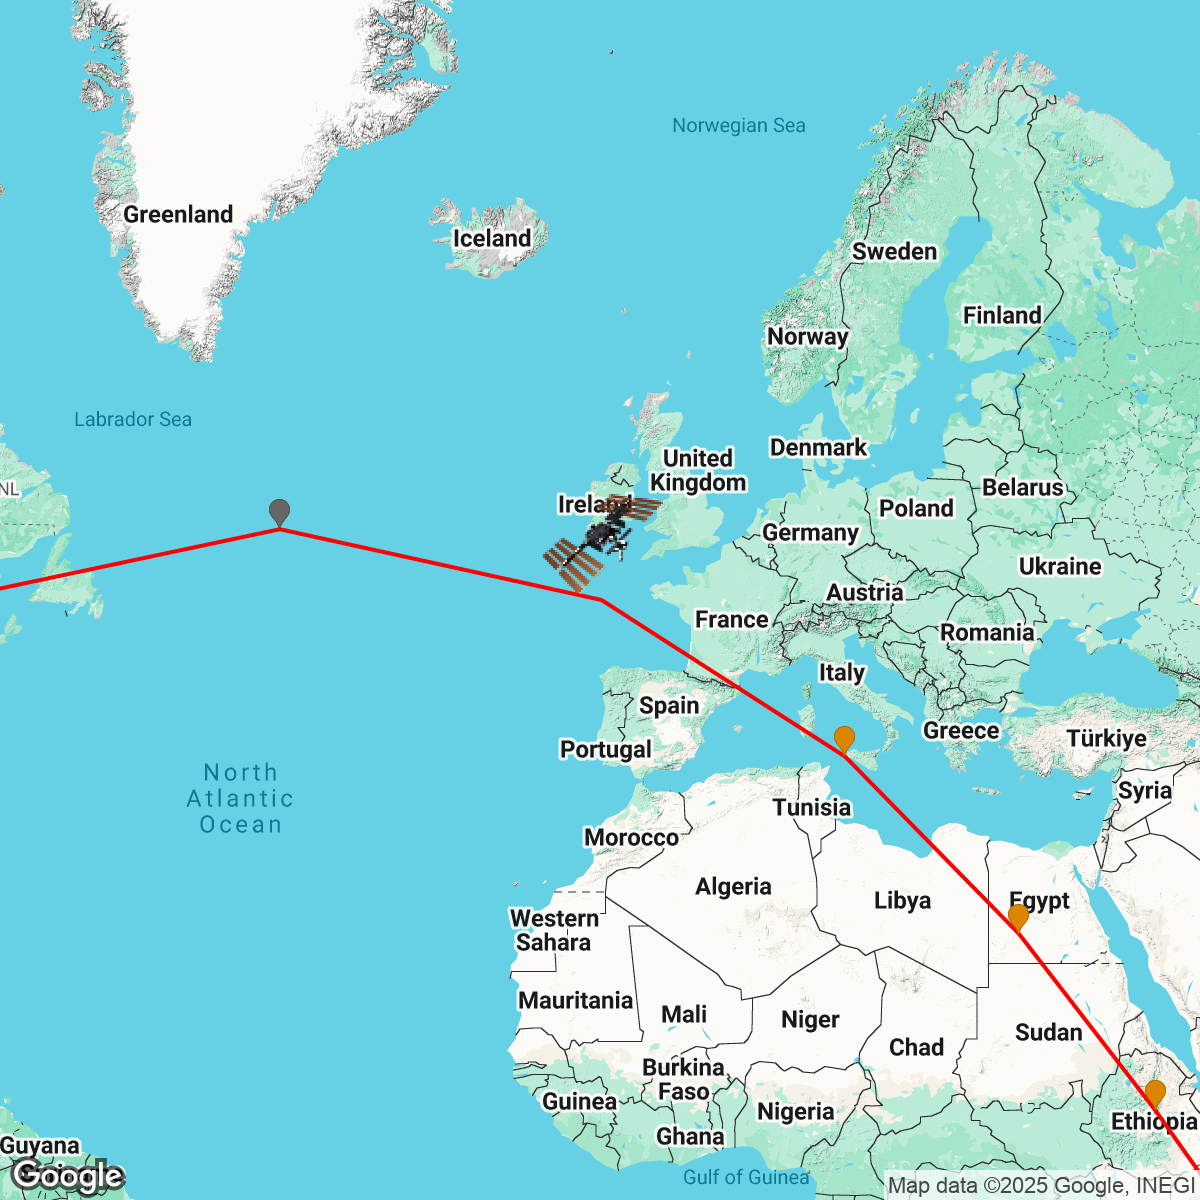 Norwegian Sea
Greenland
Iceland
Sweden
Finland
Norway
Labrador Sea
Denmark
United
Kingdom
NL
Belarus
Ireland
Poland
Germany
Ukraine
Austria
France
Romania
Italy
Spain
Greece
Türkiye
Portugal
North
Atlantic
Ocean
Syria
Tunisia
Morocco
Algeria
Libya
Egypt
Western
Sahara
Mauritania
Mali
Niger
Sudan
Chad
Burkina
Faso
Guinea
Nigeria
Ethiopia
Ghana
Guyana
Gulf of Guinea
Google
Map data ©2025 Google, INEGI